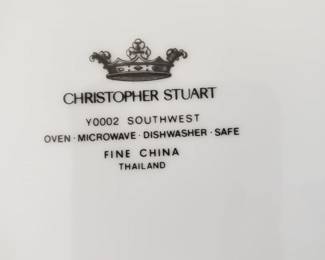 CHRISTOPHER STUART
Y0002 SOUTHWEST
OVEN · MICROWAVE · DISHWASHER · SAFE
FINE CHINA
THAILAND